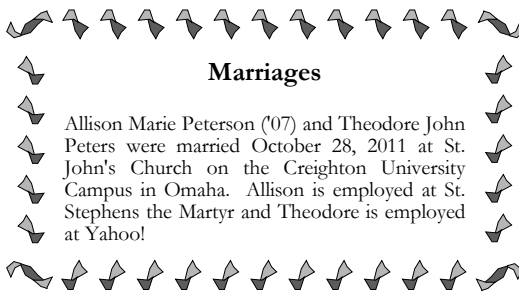 Marriages
Allison Marie Peterson ('07) and Theodore John
Peters were married October 28, 2011 at St.
John's Church on the Creighton University
Campus in Omaha.  Allison is employed at St.
Stephens the Martyr and Theodore is employed
at Yahoo!